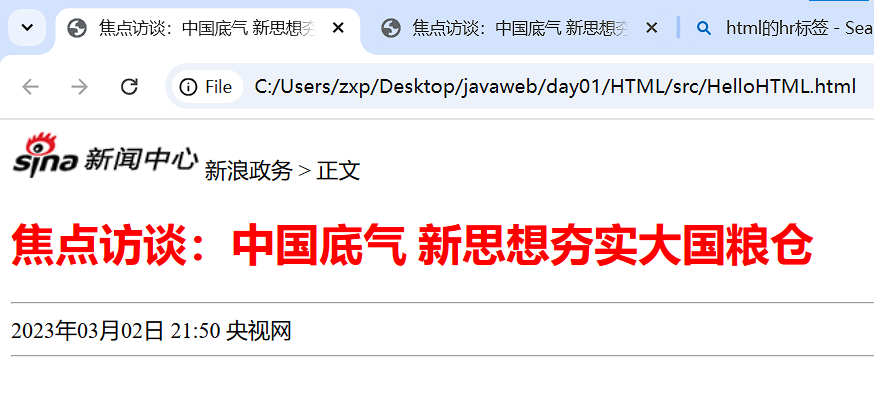 焦点访谈：中国底气 新思想夯
焦点访谈：中国底气 新思想夯
html的hr标签 - Sea
File
C:/Users/zxp/Desktop/javaweb/day01/HTML/src/HelloHTML.html
sina 新闻中心 新浪政务 > 正文
焦点访谈：中国底气 新思想夯实大国粮仓
2023年03月02日 21:50 央视网